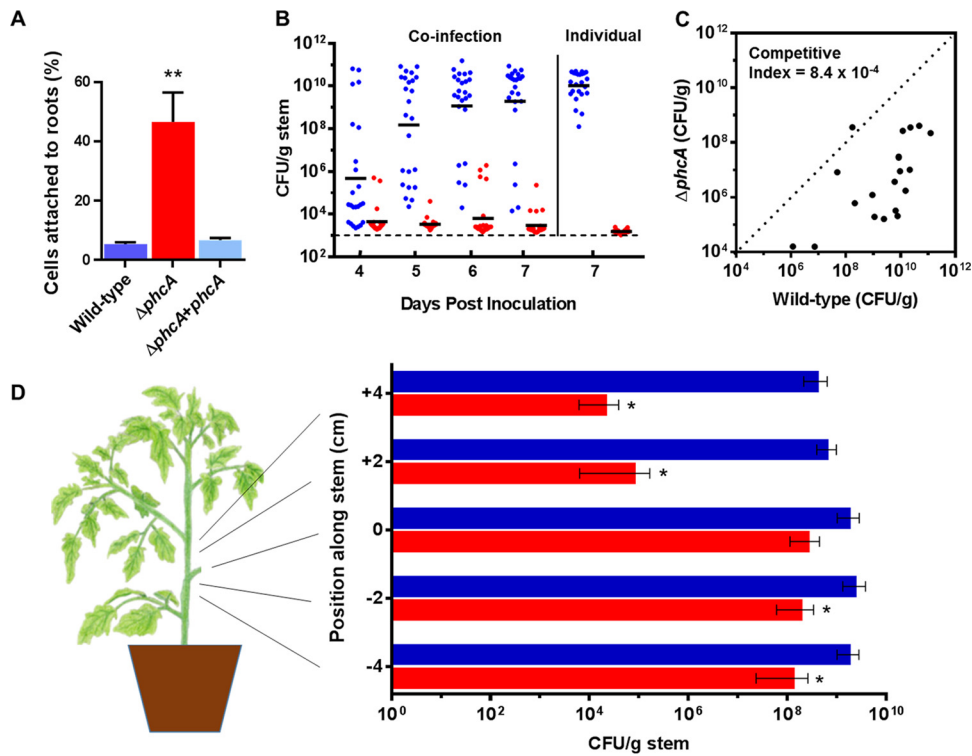 A
Cells attached to roots (%)
60
40
20
0
**
Wild-type
ΔphcA
ΔphcA+phcA
B
Co-infection
Individual
CFU/g stem
10¹²
10¹⁰
10⁸
10⁶
10⁴
10²
4
5
6
7
7
Days Post Inoculation
C
Competitive
Index = 8.4 x 10⁻⁴
ΔphcA (CFU/g)
10¹²
10¹⁰
10⁸
10⁶
10⁴
10⁴
10⁶
10⁸
10¹⁰
10¹²
Wild-type (CFU/g)
D
Position along stem (cm)
+4
*
+2
*
0
-2
*
-4
*
10⁰
10²
10⁴
10⁶
10⁸
10¹⁰
CFU/g stem